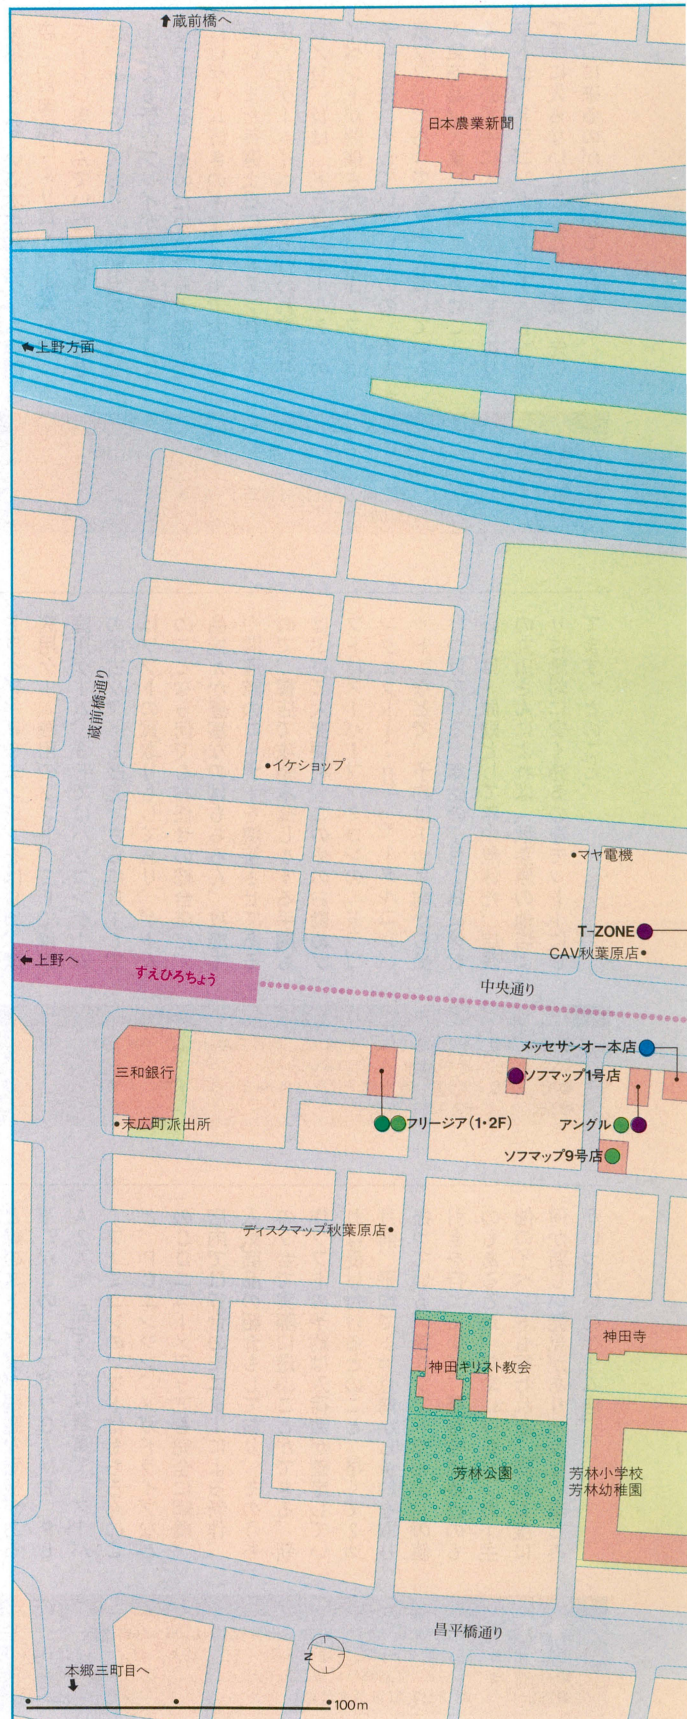 ⬆蔵前橋へ
日本農業新聞
⬅上野方面
蔵前橋通り
•イケショップ
•マヤ電機
T-ZONE
CAV秋葉原店•
⬅上野へ
すえひろちょう
中央通り
メッセサンオー本店
三和銀行
ソフマップ1号店
•末広町派出所
フリージア(1・2F)
アングル
ソフマップ9号店
ディスクマップ秋葉原店•
神田寺
神田キリスト教会
芳林公園
芳林小学校
芳林幼稚園
昌平橋通り
N
本郷三町目へ
⬇
100m